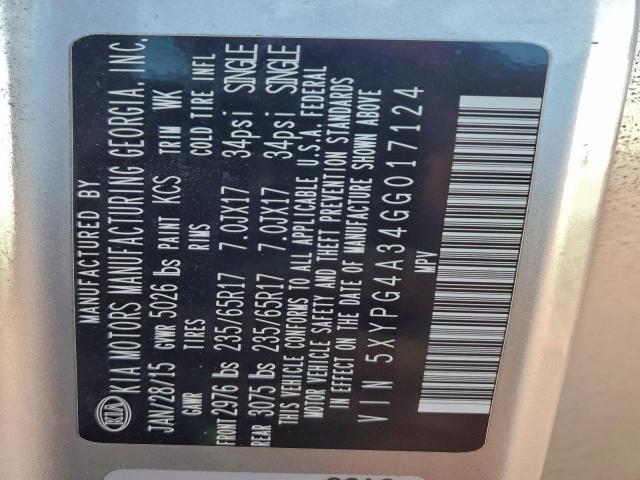 MANUFACTURED BY
KIA MOTORS MANUFACTURING GEORGIA, INC.
KIA JAN/28/15 GVWR 5026 lbs PAINT KCS TRIM WK
GAWR TIRES RIMS COLD TIRE INFL
FRONT 2976 lbs 235/65R17 7.0JX17 34psi SINGLE
REAR 3075 lbs 235/65R17 7.0JX17 34psi SINGLE
THIS VEHICLE CONFORMS TO ALL APPLICABLE U.S.A. FEDERAL
MOTOR VEHICLE SAFETY AND THEFT PREVENTION STANDARDS
IN EFFECT ON THE DATE OF MANUFACTURE SHOWN ABOVE
VIN 5XYPG4A34GG017124
MPV